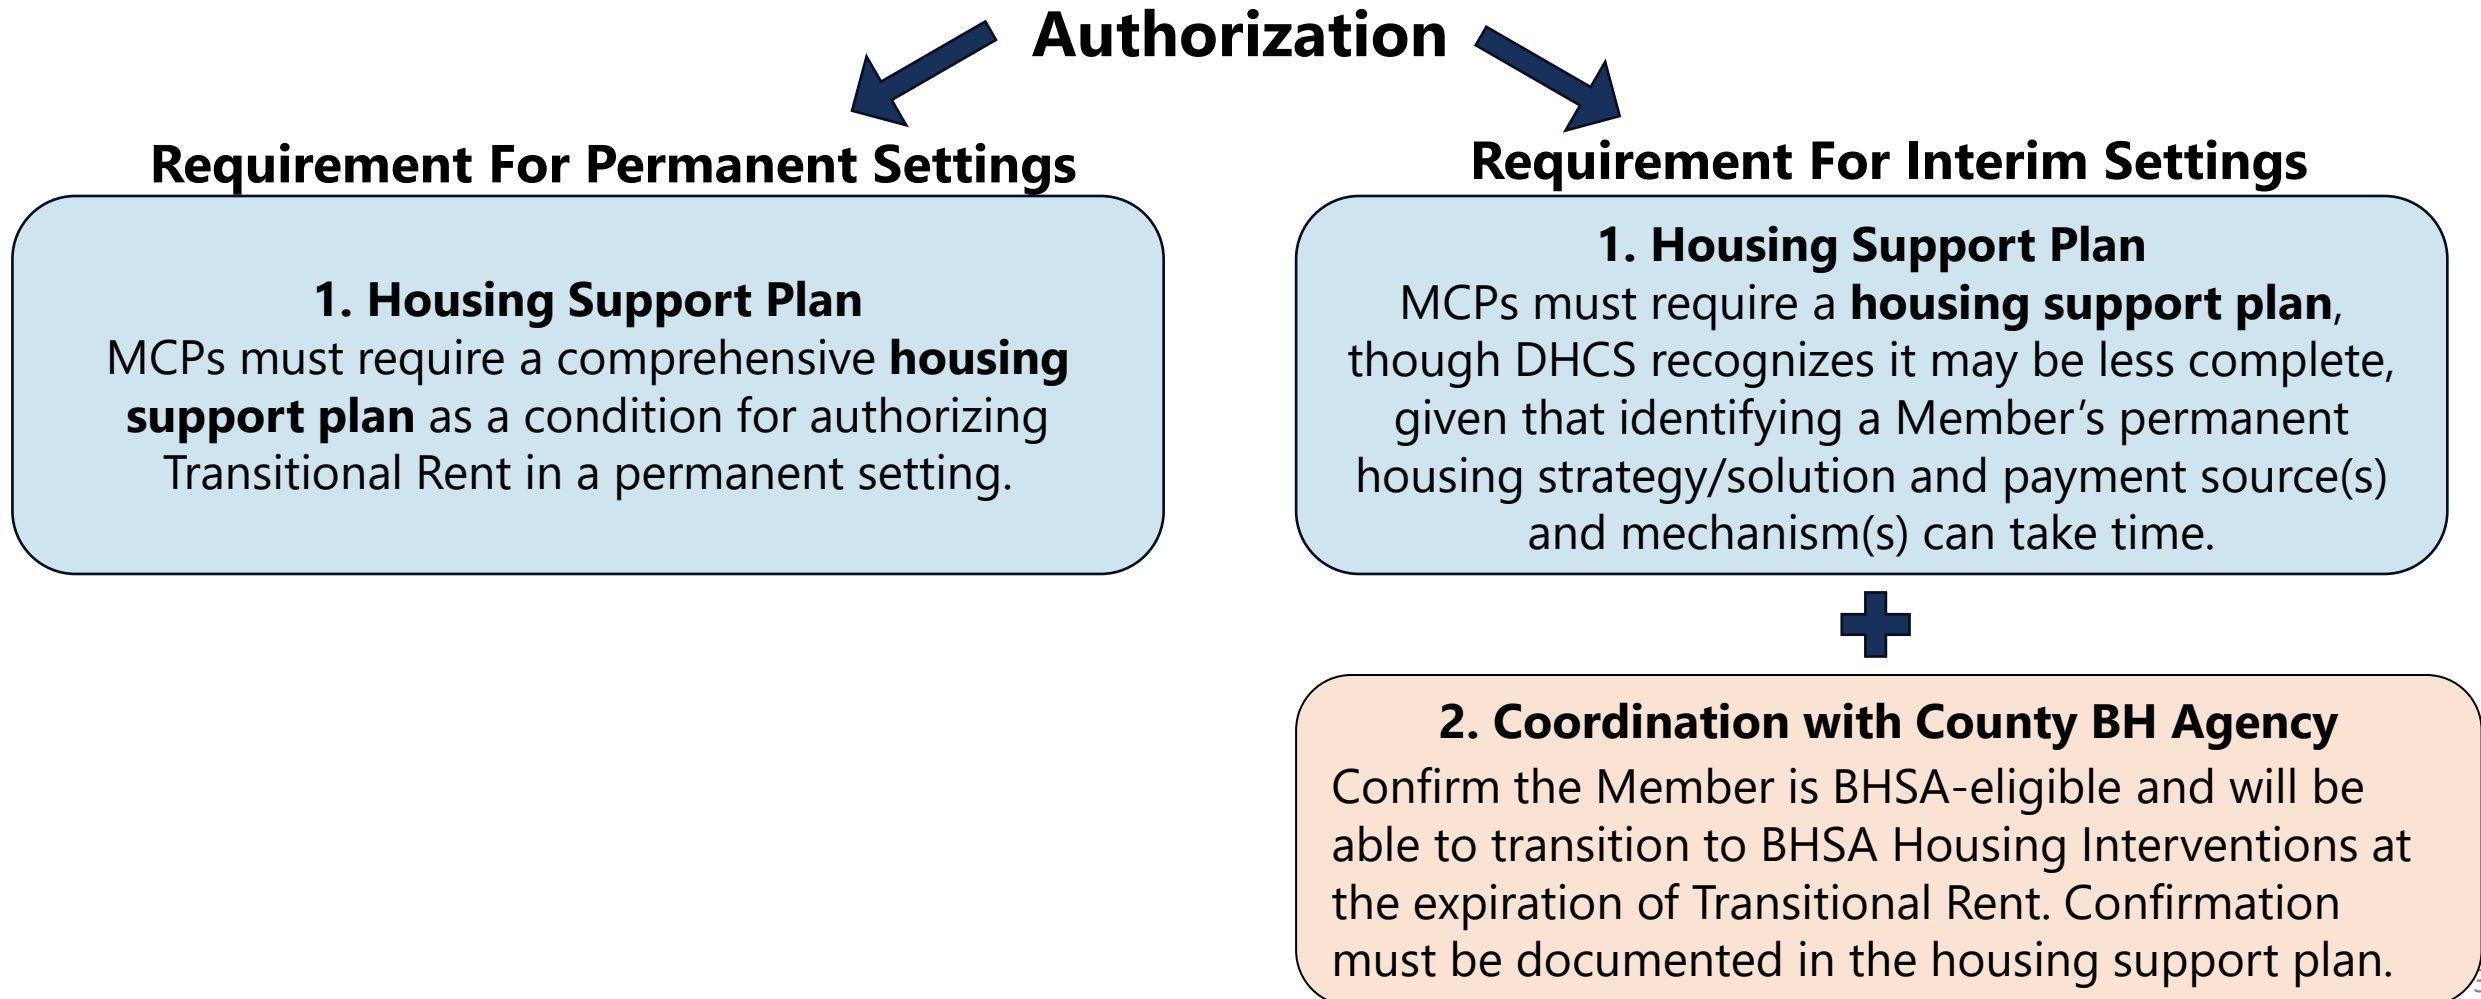 Authorization
Requirement For Permanent Settings
1. Housing Support Plan
MCPs must require a comprehensive housing
support plan as a condition for authorizing
Transitional Rent in a permanent setting.
Requirement For Interim Settings
1. Housing Support Plan
MCPs must require a housing support plan,
though DHCS recognizes it may be less complete,
given that identifying a Member’s permanent
housing strategy/solution and payment source(s)
and mechanism(s) can take time.
2. Coordination with County BH Agency
Confirm the Member is BHSA-eligible and will be
able to transition to BHSA Housing Interventions at
the expiration of Transitional Rent. Confirmation
must be documented in the housing support plan.